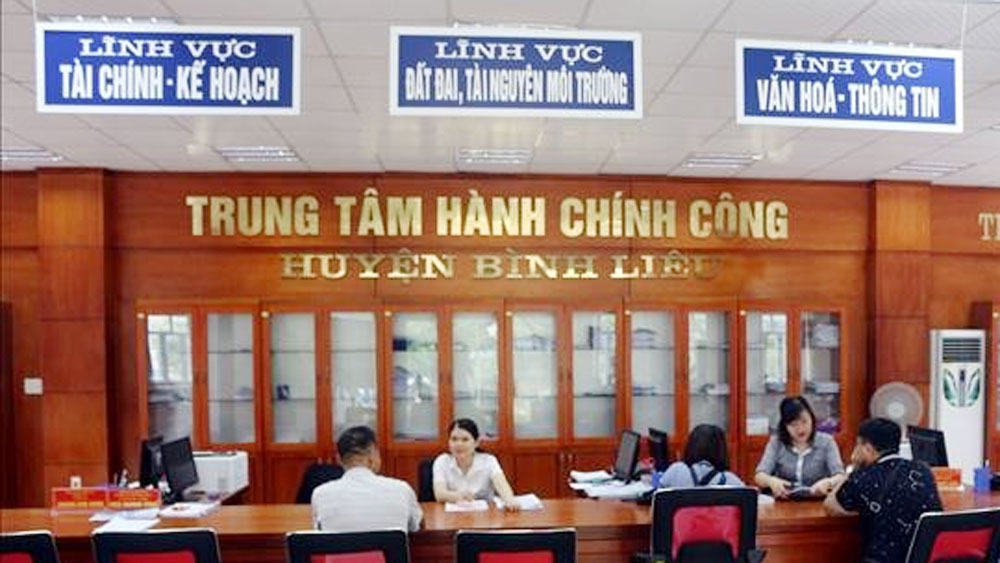 LĨNH VỰC
TÀI CHÍNH - KẾ HOẠCH
LĨNH VỰC
ĐẤT ĐAI, TÀI NGUYÊN MÔI TRƯỜNG
LĨNH VỰC
VĂN HOÁ - THÔNG TIN
TRUNG TÂM HÀNH CHÍNH CÔNG
HUYỆN BÌNH LIÊU